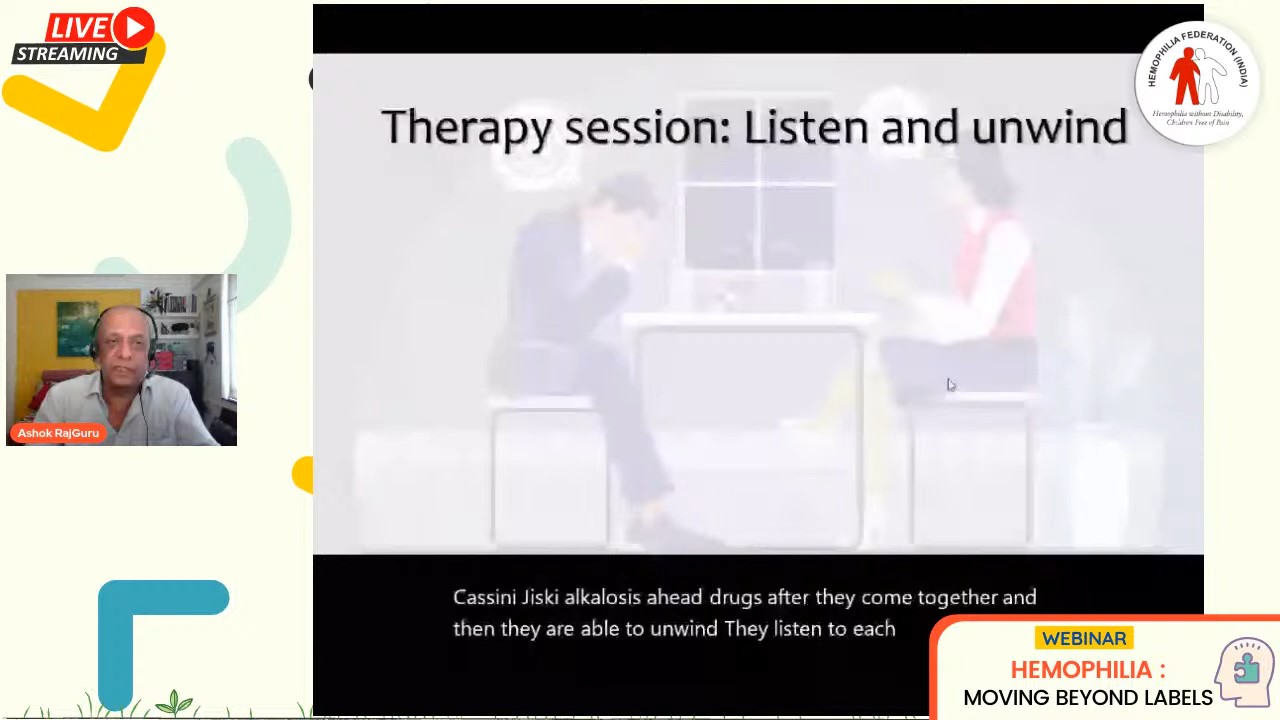 LIVE
STREAMING
HEMOPHILIA FEDERATION (INDIA)
Hemophilia without Disability,
Children Free of Pain
Therapy session: Listen and unwind
Ashok RajGuru
Cassini Jiski alkalosis ahead drugs after they come together and
then they are able to unwind They listen to each
WEBINAR
HEMOPHILIA :
MOVING BEYOND LABELS